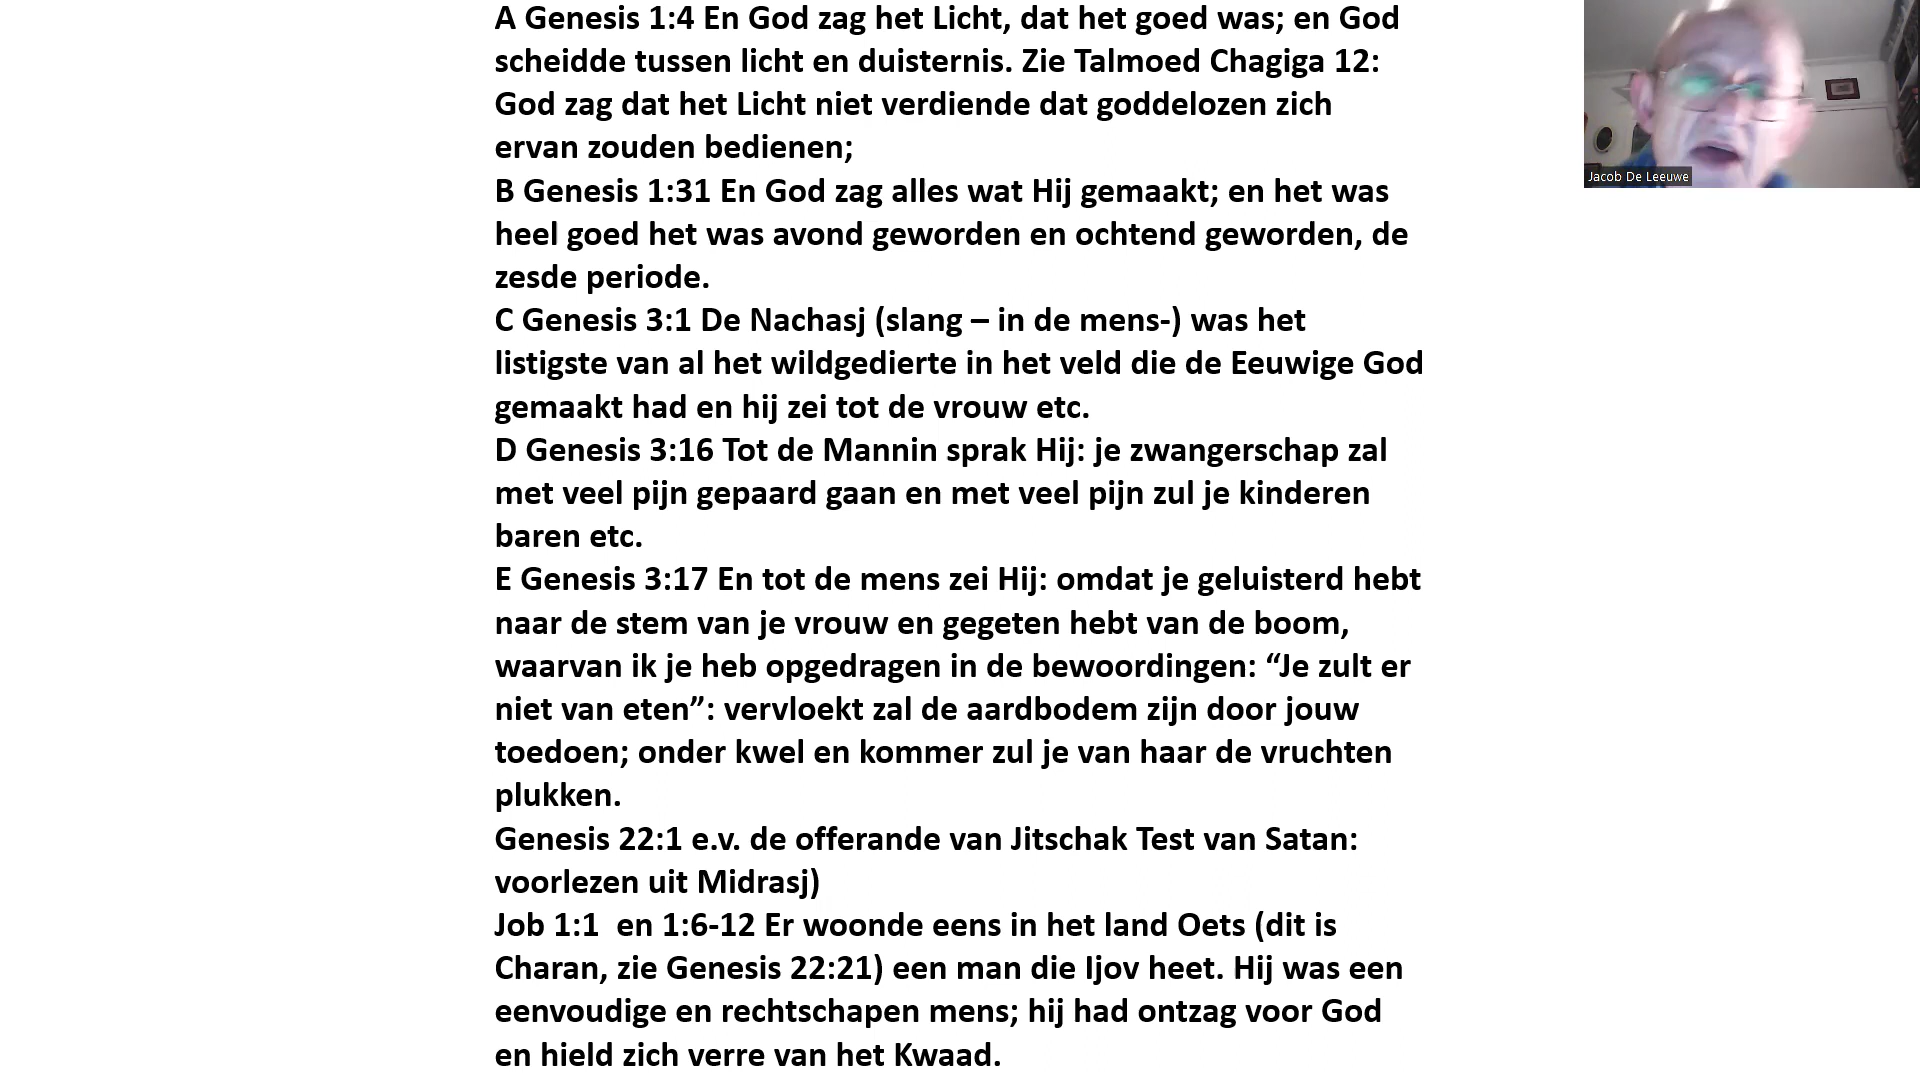 A Genesis 1:4 En God zag het Licht, dat het goed was; en God
scheidde tussen licht en duisternis. Zie Talmoed Chagiga 12:
God zag dat het Licht niet verdiende dat goddelozen zich
ervan zouden bedienen;
B Genesis 1:31 En God zag alles wat Hij gemaakt; en het was
heel goed het was avond geworden en ochtend geworden, de
zesde periode.
C Genesis 3:1 De Nachasj (slang – in de mens-) was het
listigste van al het wildgedierte in het veld die de Eeuwige God
gemaakt had en hij zei tot de vrouw etc.
D Genesis 3:16 Tot de Mannin sprak Hij: je zwangerschap zal
met veel pijn gepaard gaan en met veel pijn zul je kinderen
baren etc.
E Genesis 3:17 En tot de mens zei Hij: omdat je geluisterd hebt
naar de stem van je vrouw en gegeten hebt van de boom,
waarvan ik je heb opgedragen in de bewoordingen: “Je zult er
niet van eten”: vervloekt zal de aardbodem zijn door jouw
toedoen; onder kwel en kommer zul je van haar de vruchten
plukken.
Genesis 22:1 e.v. de offerande van Jitschak Test van Satan:
voorlezen uit Midrasj)
Job 1:1  en 1:6-12 Er woonde eens in het land Oets (dit is
Charan, zie Genesis 22:21) een man die Ijov heet. Hij was een
eenvoudige en rechtschapen mens; hij had ontzag voor God
en hield zich verre van het Kwaad.
Jacob De Leeuwe